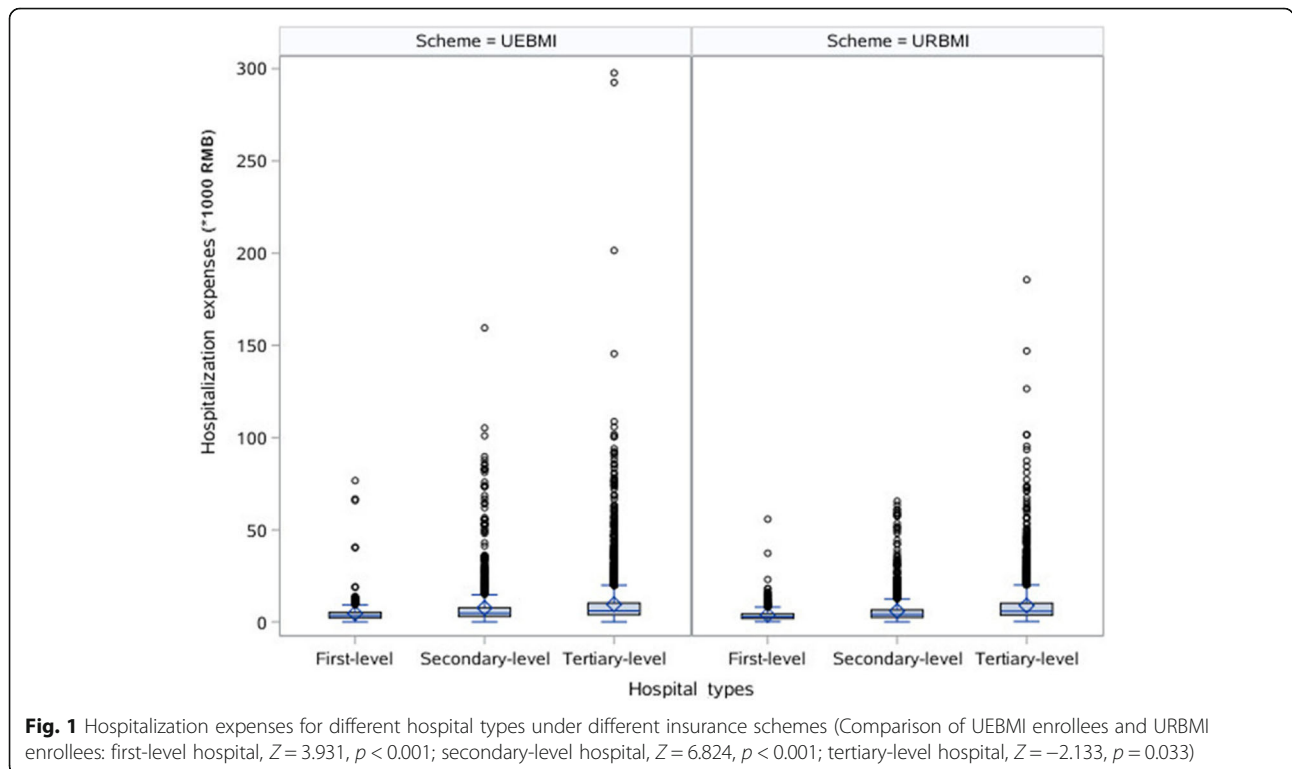 Scheme = UEBMI
Scheme = URBMI
Hospitalization expenses (*1000 RMB)
300
250
200
150
100
50
0
First-level
Secondary-level
Tertiary-level
First-level
Secondary-level
Tertiary-level
Hospital types
Fig. 1 Hospitalization expenses for different hospital types under different insurance schemes (Comparison of UEBMI enrollees and URBMI
enrollees: first-level hospital, Z = 3.931, p < 0.001; secondary-level hospital, Z = 6.824, p < 0.001; tertiary-level hospital, Z = −2.133, p = 0.033)